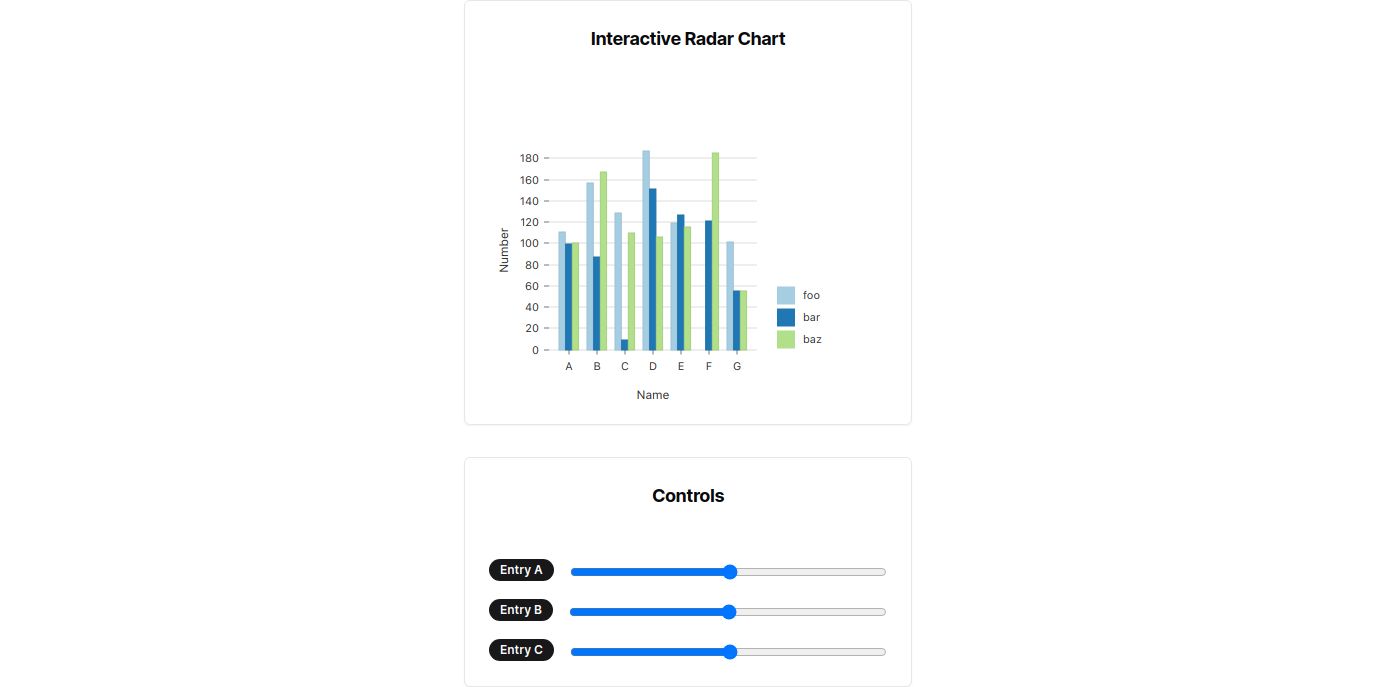 Interactive Radar Chart
180
160
140
120
100
80
60
40
20
0
Number
A B C D E F G
Name
foo
bar
baz
Controls
Entry A
Entry B
Entry C